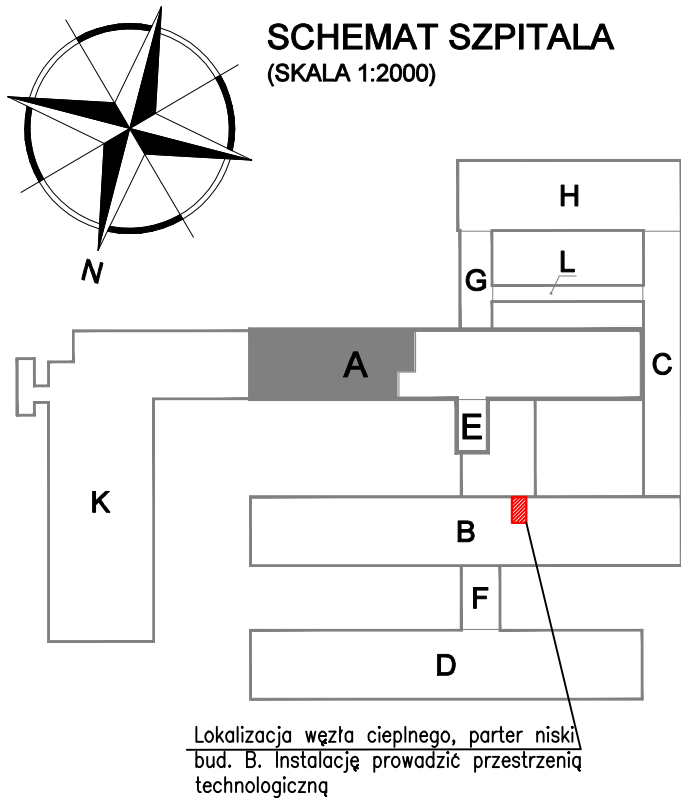 SCHEMAT SZPITALA
(SKALA 1:2000)
N
H
L
G
A
C
E
K
B
F
D
Lokalizacja węzła cieplnego, parter niski
bud. B. Instalację prowadzić przestrzenią
technologiczną